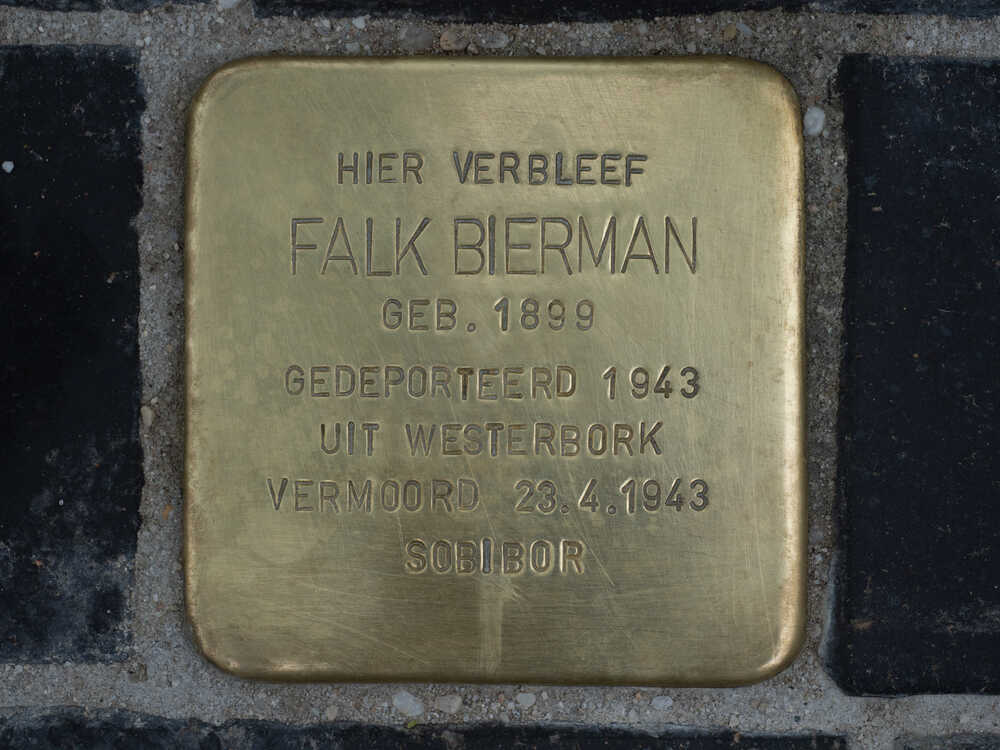 HIER VERBLEEF
FALK BIERMAN
GEB. 1899
GEDEPORTEERD 1943
UIT WESTERBORK
VERMOORD 23.4.1943
SOBIBOR